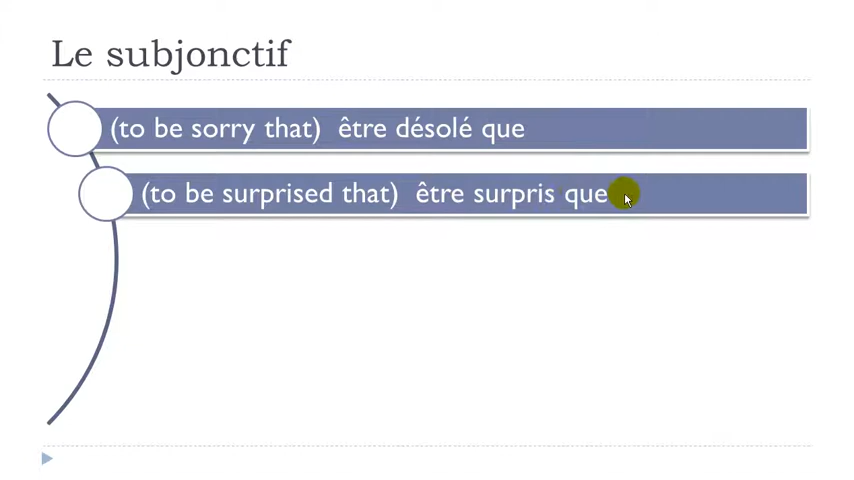 Le subjonctif
(to be sorry that) être désolé que
(to be surprised that) être surpris que